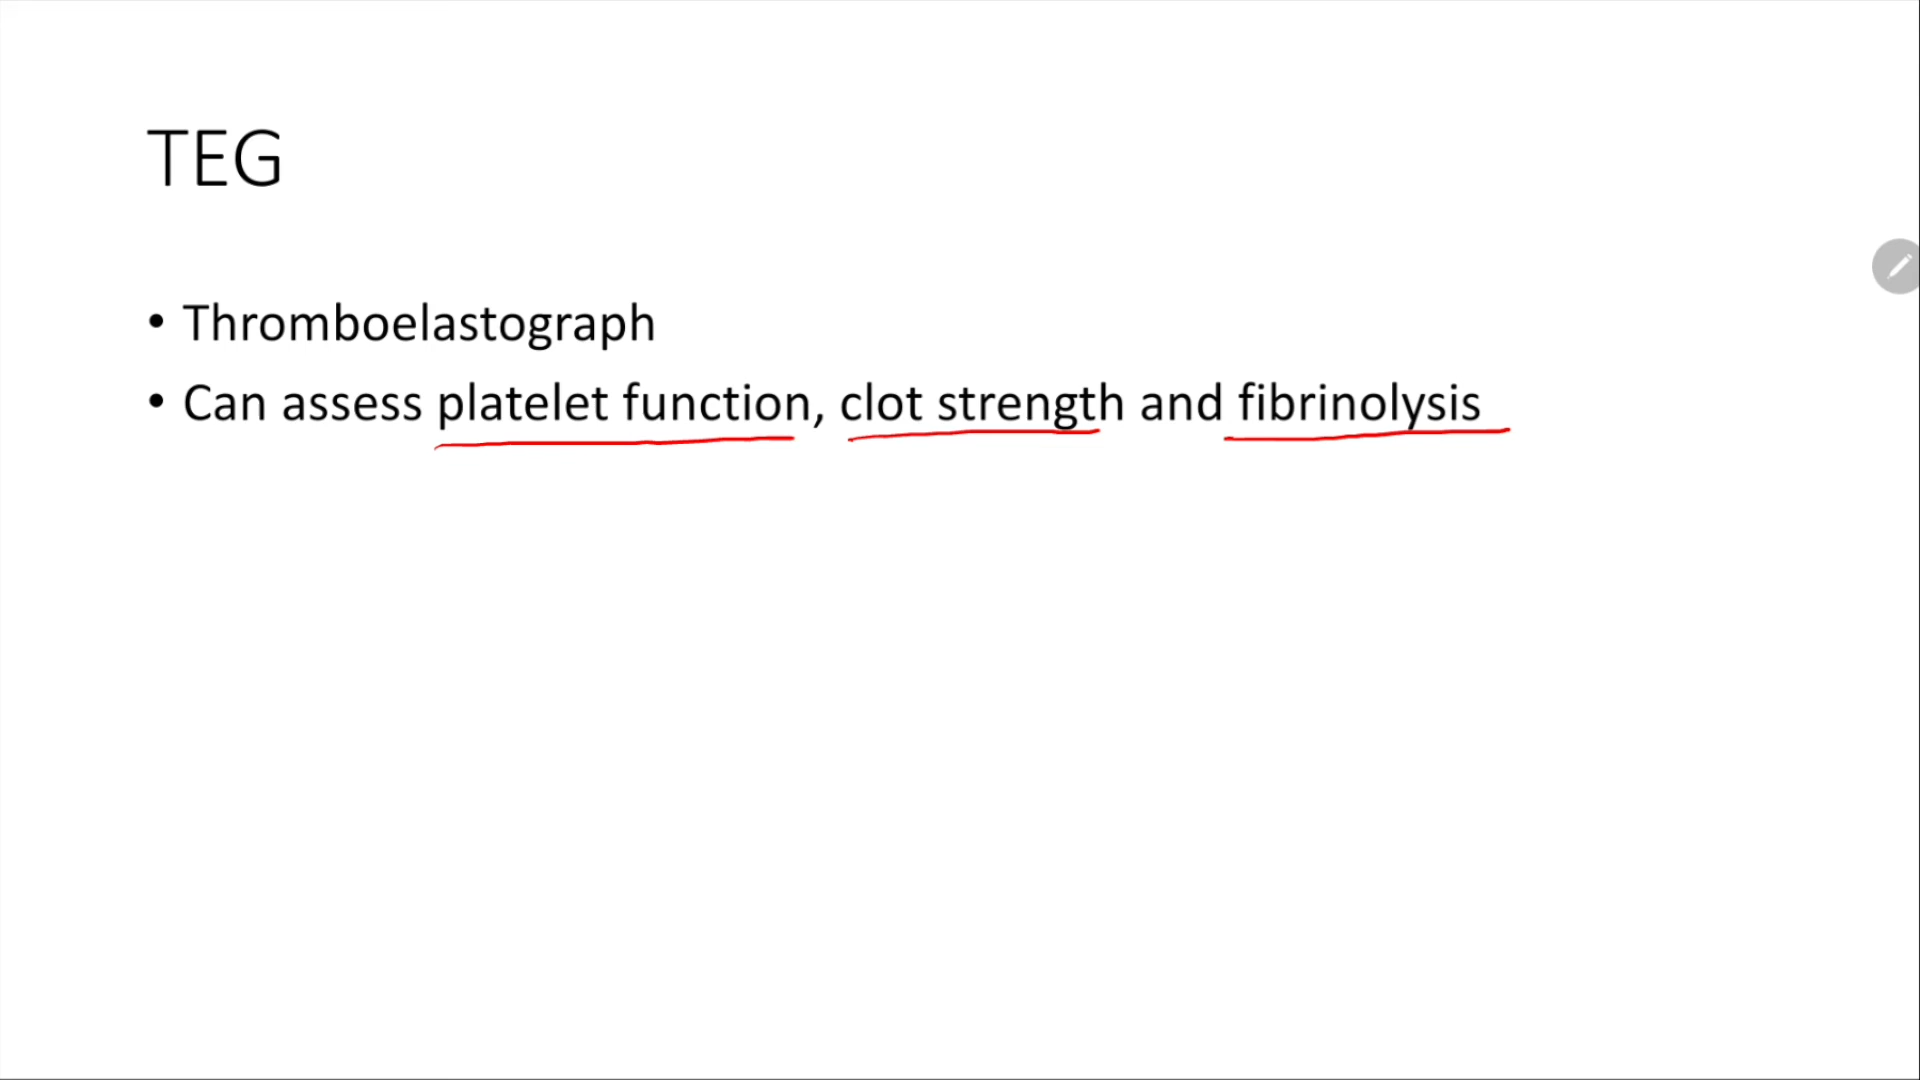 TEG
• Thromboelastograph
• Can assess platelet function, clot strength and fibrinolysis